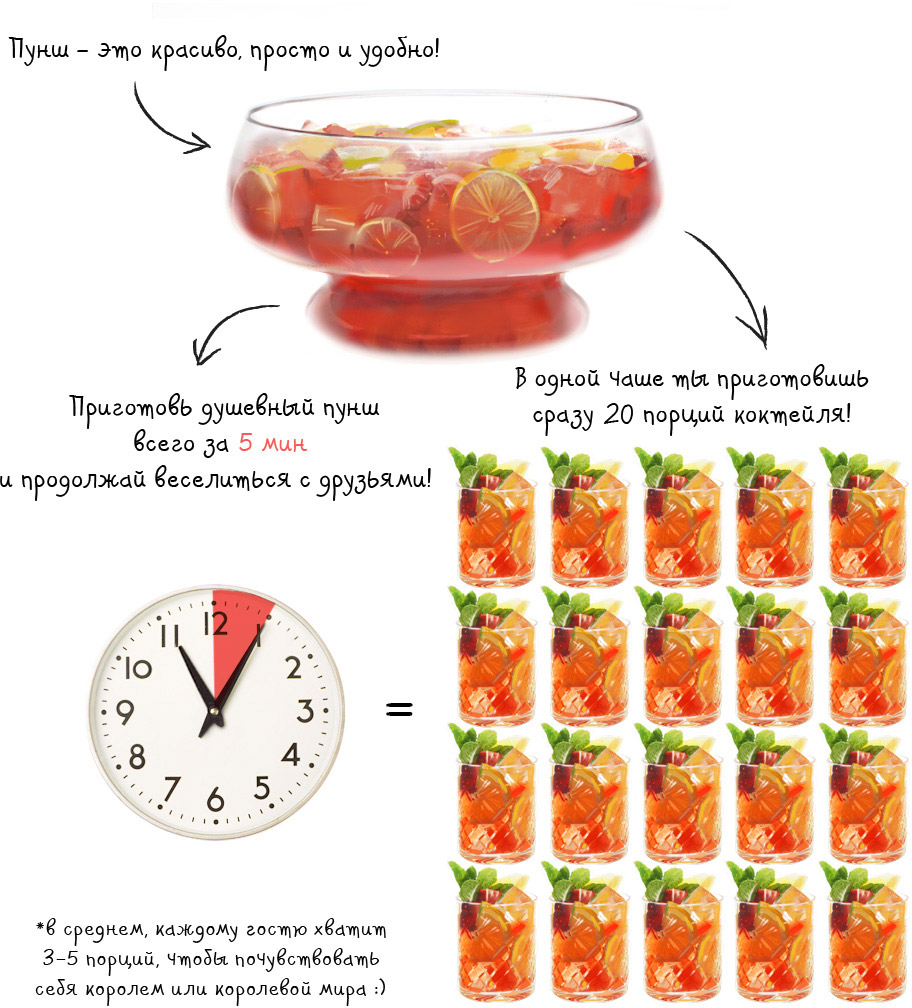 Пунш – это красиво, просто и удобно!
Приготовь душевный пунш
всего за 5 мин
и продолжай веселиться с друзьями!
В одной чаше ты приготовишь
сразу 20 порций коктейля!
12
1
2
3
4
5
6
7
8
9
10
11
=
*в среднем, каждому гостю хватит
3-5 порций, чтобы почувствовать
себя королем или королевой мира :)